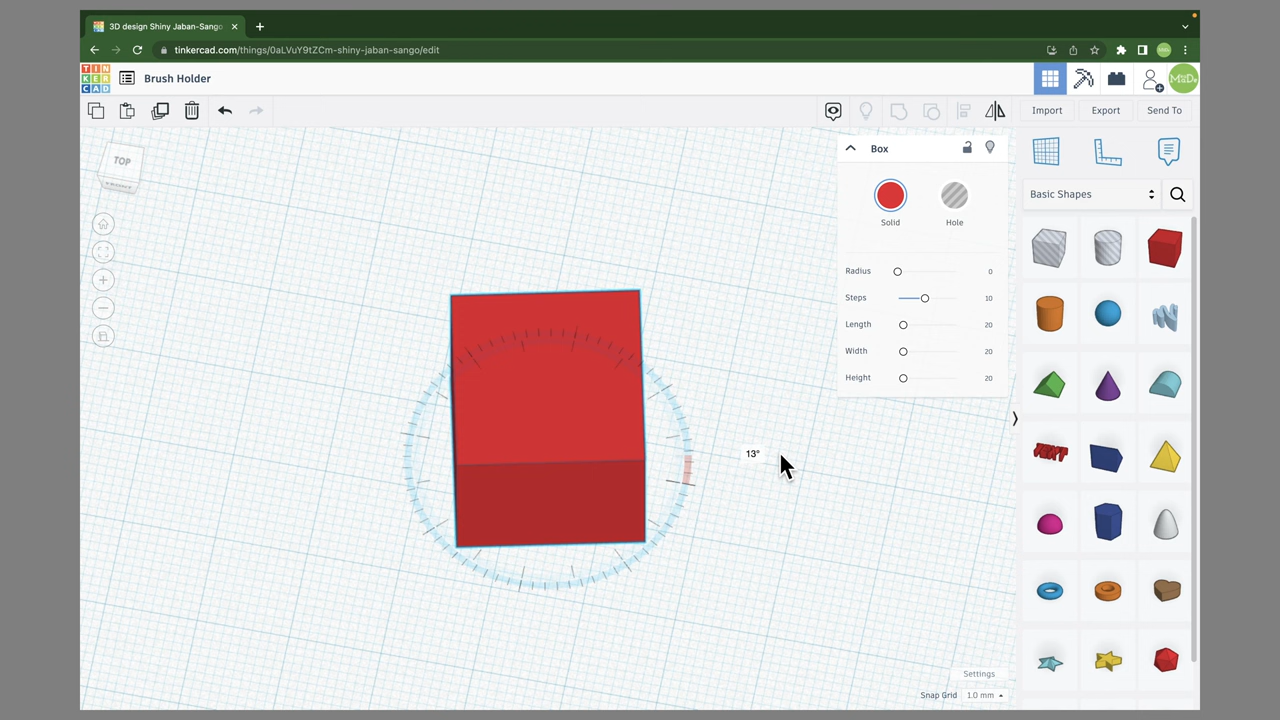 3D design Shiny Jaban-Sango
tinkercad.com/things/0aLVuY9tZCm-shiny-jaban-sango/edit
TIN
KER
CAD
Brush Holder
MaDe
Import
Export
Send To
TOP
Box
Solid
Hole
Basic Shapes
Radius 0
Steps 10
Length 20
Width 20
Height 20
13°
TEXT
Settings
Snap Grid 1.0 mm